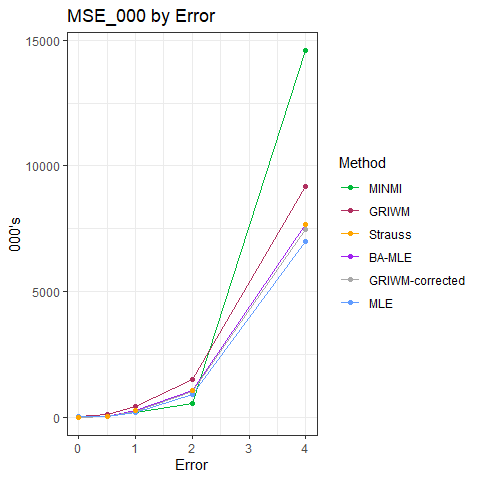 MSE_000 by Error
15000
10000
5000
0
000's
0
1
2
3
4
Error
Method
MINMI
GRIWM
Strauss
BA-MLE
GRIWM-corrected
MLE